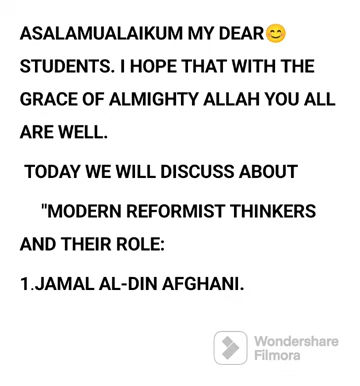 ASALAMUALAIKUM MY DEAR😊
STUDENTS. I HOPE THAT WITH THE
GRACE OF ALMIGHTY ALLAH YOU ALL
ARE WELL.
TODAY WE WILL DISCUSS ABOUT
"MODERN REFORMIST THINKERS
AND THEIR ROLE:
1.JAMAL AL-DIN AFGHANI.
Wondershare
Filmora